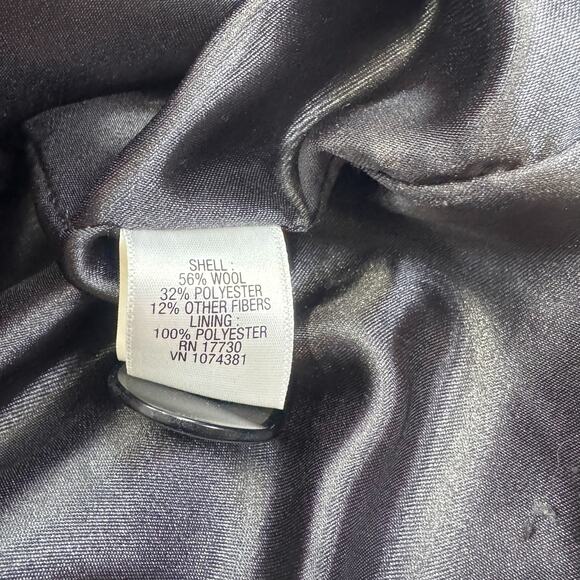 SHELL :
56% WOOL
32% POLYESTER
12% OTHER FIBERS
LINING :
100% POLYESTER
RN 17730
VN 1074381